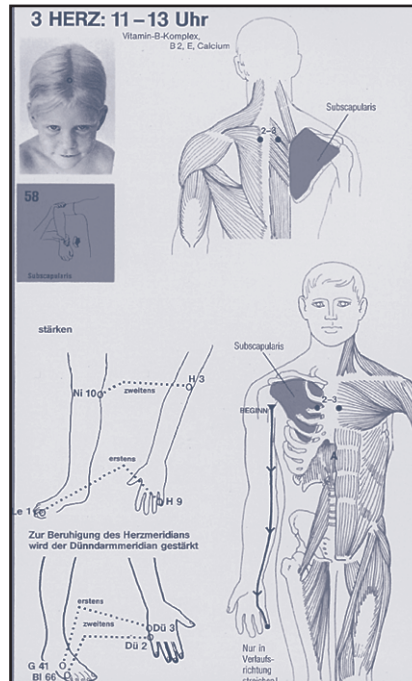 3 HERZ: 11–13 Uhr
Vitamin-B-Komplex,
B 2, E, Calcium
Subscapularis
2–3
58
Subscapularis
stärken
Ni 10
zweitens
H 3
erstens
Le 1
H 9
Subscapularis
BEGINN
2–3
A
Zur Beruhigung des Herzmeridians
wird der Dünndarmmeridian gestärkt
erstens
zweitens
Dü 3
Dü 2
G 41
Bl 66
Nur in
Verlaufs-
richtung
streichen!